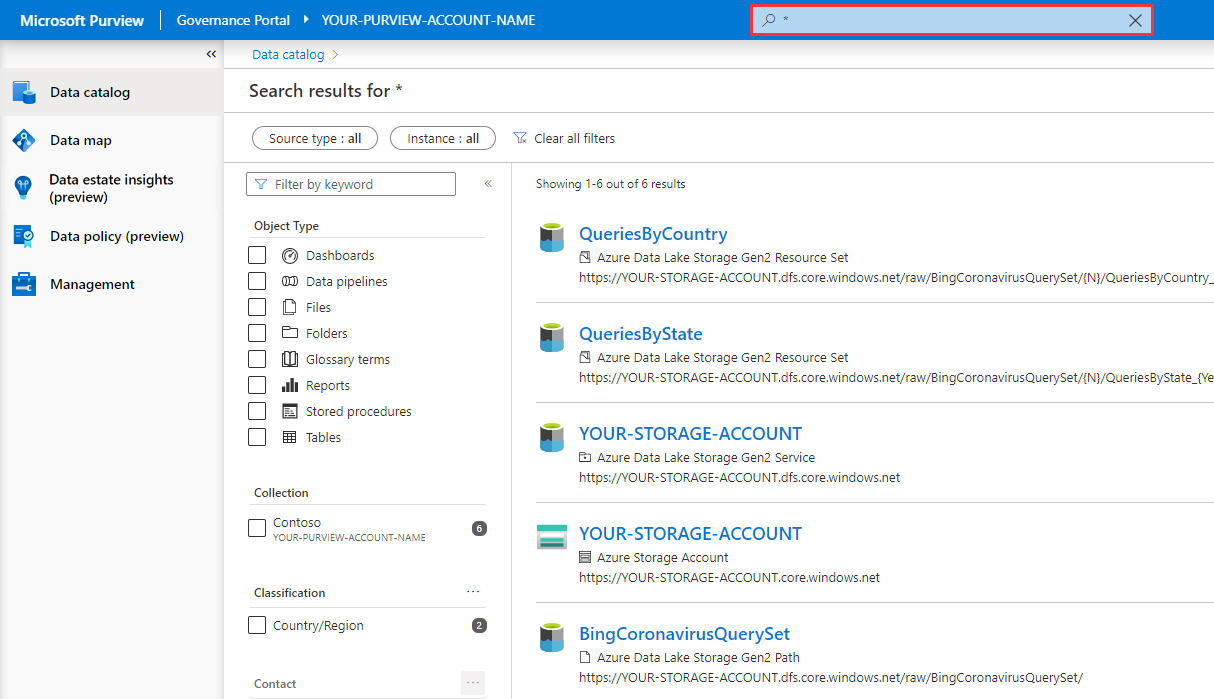 Microsoft Purview Governance Portal YOUR-PURVIEW-ACCOUNT-NAME *
Data catalog
Data map
Data estate insights
(preview)
Data policy (preview)
Management
Data catalog
Search results for *
Source type : all Instance : all Clear all filters
Filter by keyword
Object Type
Dashboards
Data pipelines
Files
Folders
Glossary terms
Reports
Stored procedures
Tables
Collection
Contoso 6
YOUR-PURVIEW-ACCOUNT-NAME
Classification ...
Country/Region 2
Contact ...
Showing 1-6 out of 6 results
QueriesByCountry
Azure Data Lake Storage Gen2 Resource Set
https://YOUR-STORAGE-ACCOUNT.dfs.core.windows.net/raw/BingCoronavirusQuerySet/{N}/QueriesByCountry_
QueriesByState
Azure Data Lake Storage Gen2 Resource Set
https://YOUR-STORAGE-ACCOUNT.dfs.core.windows.net/raw/BingCoronavirusQuerySet/{N}/QueriesByState_{Ye
YOUR-STORAGE-ACCOUNT
Azure Data Lake Storage Gen2 Service
https://YOUR-STORAGE-ACCOUNT.dfs.core.windows.net
YOUR-STORAGE-ACCOUNT
Azure Storage Account
https://YOUR-STORAGE-ACCOUNT.core.windows.net
BingCoronavirusQuerySet
Azure Data Lake Storage Gen2 Path
https://YOUR-STORAGE-ACCOUNT.dfs.core.windows.net/raw/BingCoronavirusQuerySet/